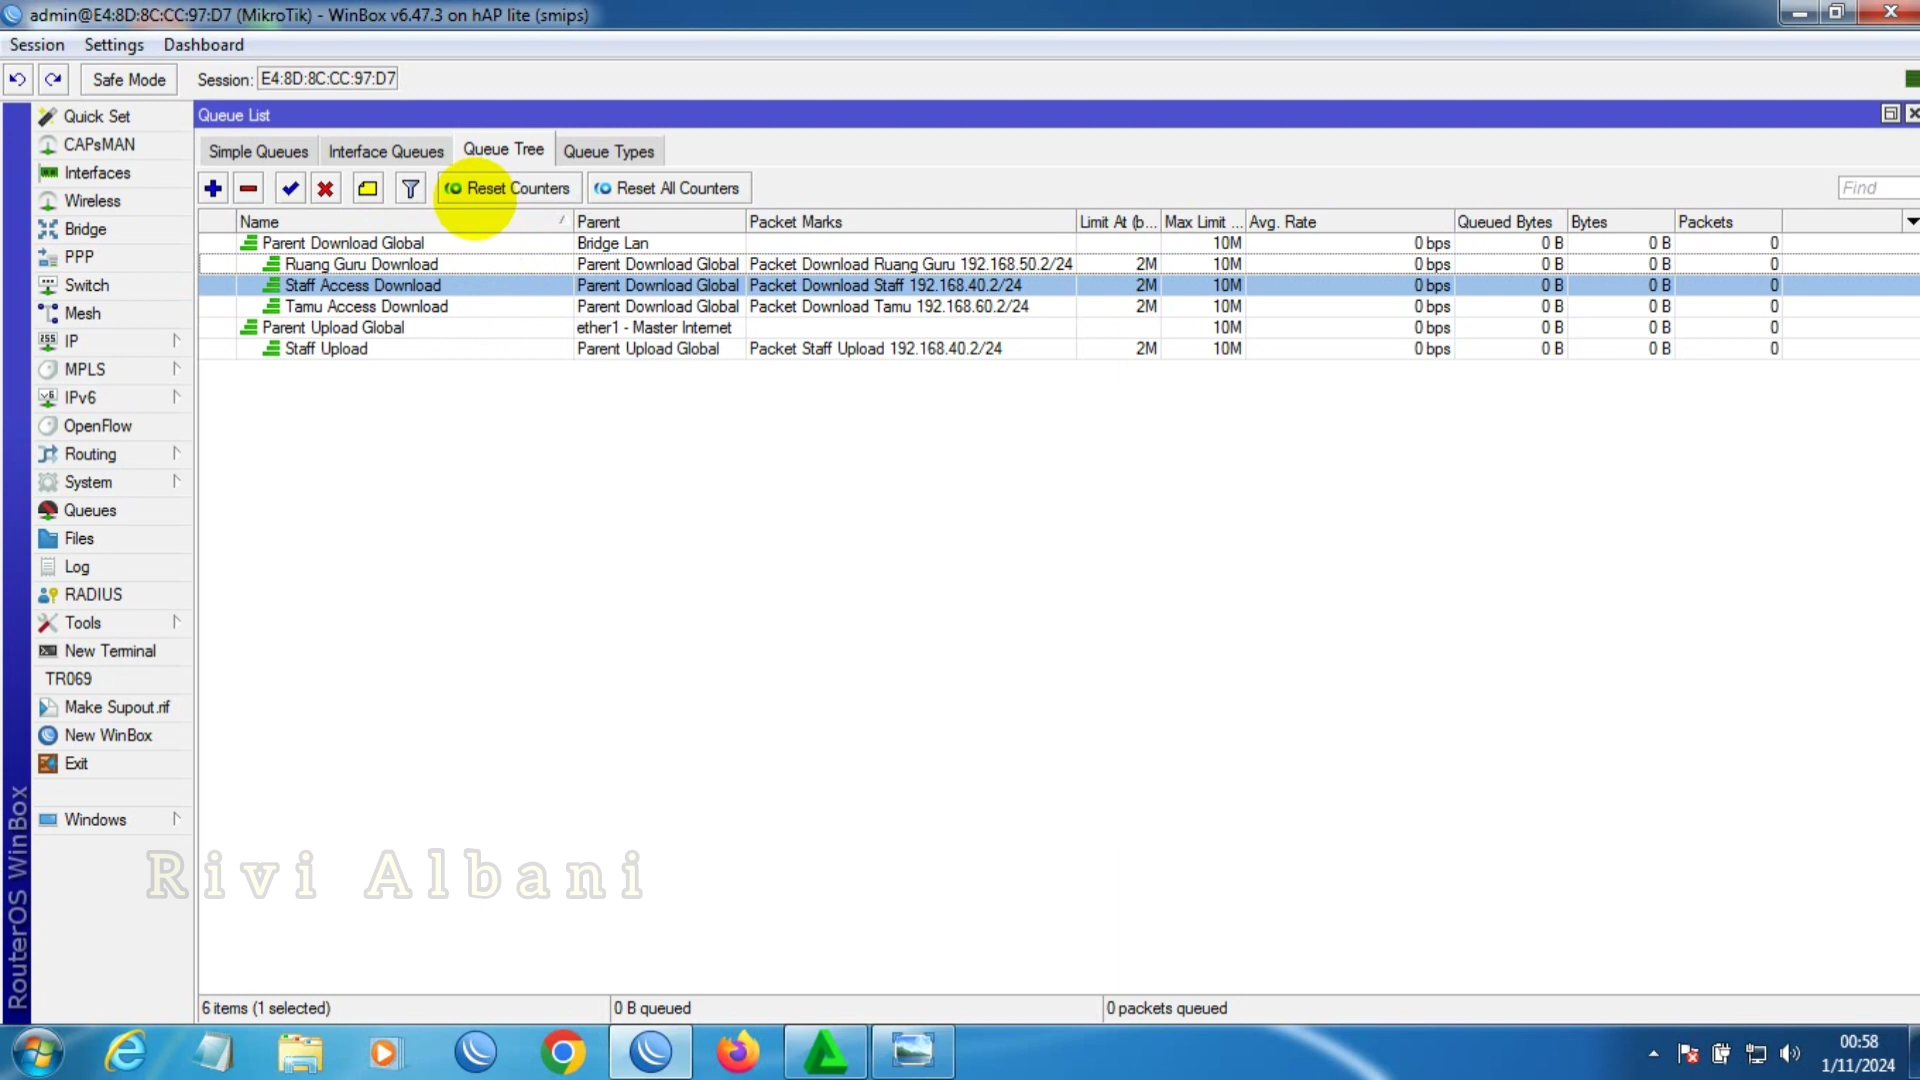 admin@E4:8D:8C:CC:97:D7 (MikroTik) - WinBox v6.47.3 on hAP lite (smips)
Session Settings Dashboard
Safe Mode Session: E4:8D:8C:CC:97:D7
Quick Set
CAPsMAN
Interfaces
Wireless
Bridge
PPP
Switch
Mesh
IP
MPLS
IPv6
OpenFlow
Routing
System
Queues
Files
Log
RADIUS
Tools
New Terminal
TR069
Make Supout.rif
New WinBox
Exit
Windows
RouterOS WinBox
Queue List
Simple Queues Interface Queues Queue Tree Queue Types
Reset Counters Reset All Counters Find
Name Parent Packet Marks Limit At (b... Max Limit ... Avg. Rate Queued Bytes Bytes Packets
Parent Download Global Bridge Lan 10M 0 bps 0 B 0 B 0
Ruang Guru Download Parent Download Global Packet Download Ruang Guru 192.168.50.2/24 2M 10M 0 bps 0 B 0 B 0
Staff Access Download Parent Download Global Packet Download Staff 192.168.40.2/24 2M 10M 0 bps 0 B 0 B 0
Tamu Access Download Parent Download Global Packet Download Tamu 192.168.60.2/24 2M 10M 0 bps 0 B 0 B 0
Parent Upload Global ether1 - Master Internet 10M 0 bps 0 B 0 B 0
Staff Upload Parent Upload Global Packet Staff Upload 192.168.40.2/24 2M 10M 0 bps 0 B 0 B 0
Rivi Albani
6 items (1 selected) 0 B queued 0 packets queued
00:58
1/11/2024